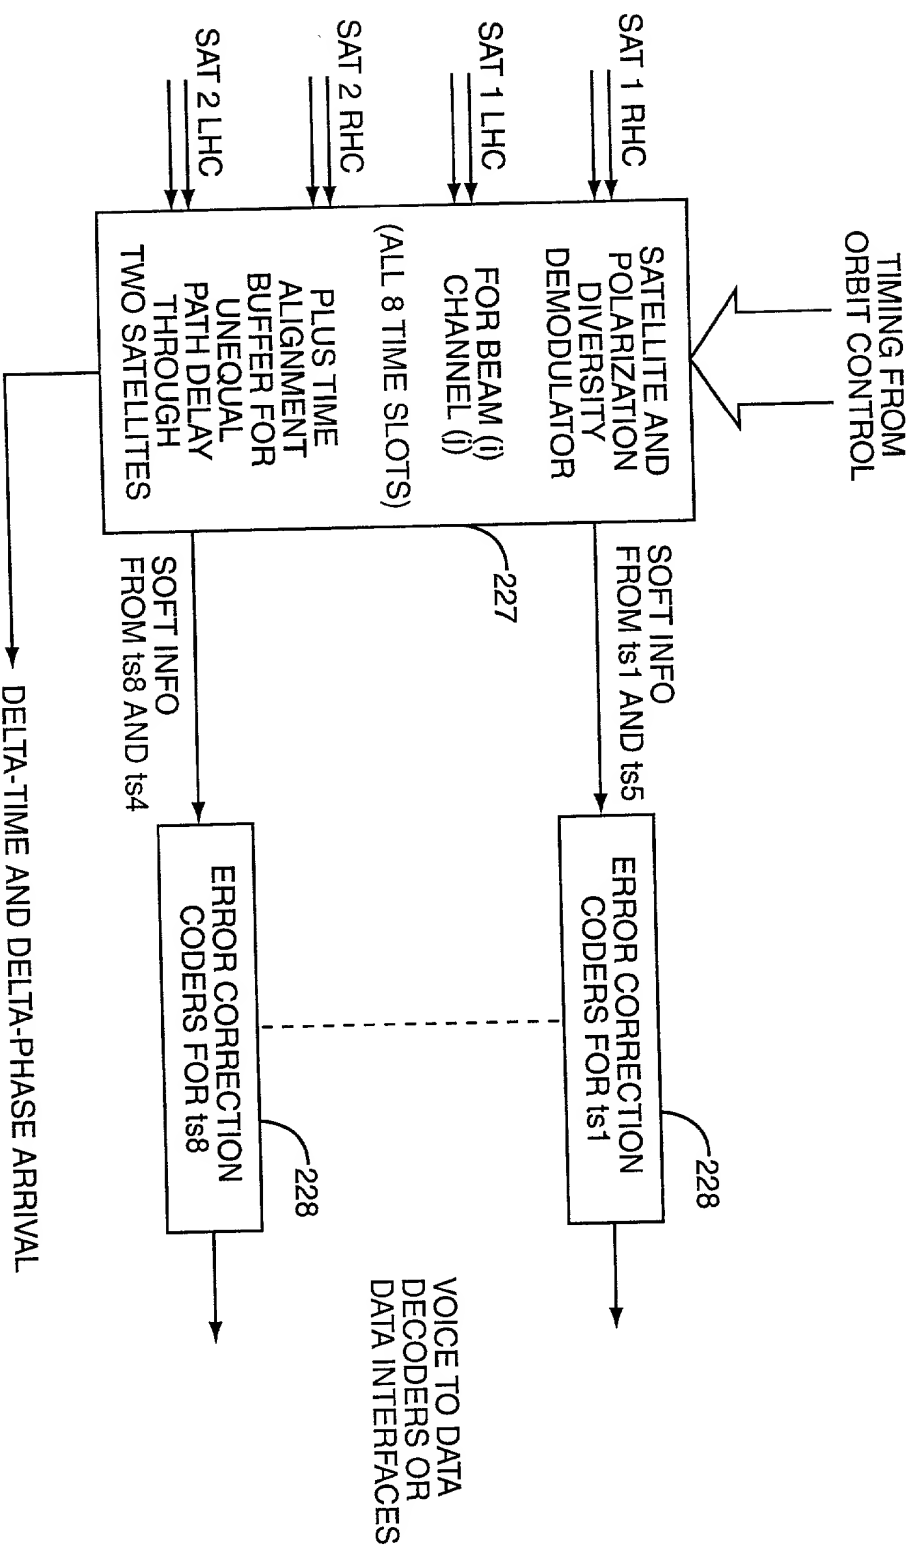 TIMING FROM
ORBIT CONTROL
SAT 1 RHC
SAT 1 LHC
SAT 2 RHC
SAT 2 LHC
SATELLITE AND
POLARIZATION
DIVERSITY
DEMODULATOR
FOR BEAM (i)
CHANNEL (j)
(ALL 8 TIME SLOTS)
PLUS TIME
ALIGNMENT
BUFFER FOR
UNEQUAL
PATH DELAY
THROUGH
TWO SATELLITES
227
SOFT INFO
FROM ts1 AND ts5
SOFT INFO
FROM ts8 AND ts4
ERROR CORRECTION
CODERS FOR ts1
228
ERROR CORRECTION
CODERS FOR ts8
228
VOICE TO DATA
DECODERS OR
DATA INTERFACES
DELTA-TIME AND DELTA-PHASE ARRIVAL